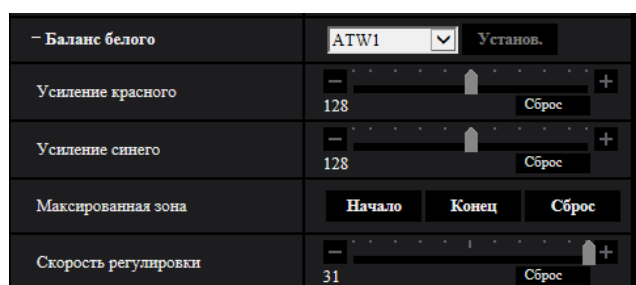 − Баланс белого ATW1 Установ.
Усиление красного − + 128 Сброс
Усиление синего − + 128 Сброс
Максированная зона Начало Конец Сброс
Скорость регулировки − + 31 Сброс